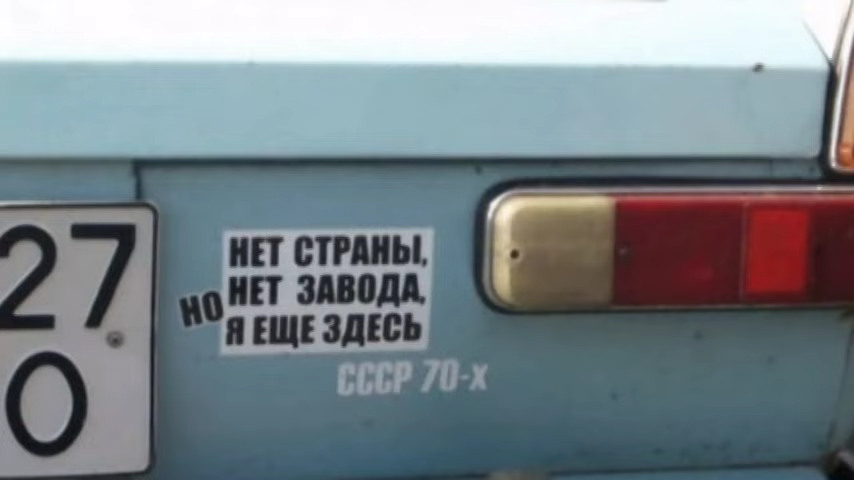 27
О
НЕТ СТРАНЫ,
НЕТ ЗАВОДА,
НО
Я ЕЩЕ ЗДЕСЬ
СССР 70-х